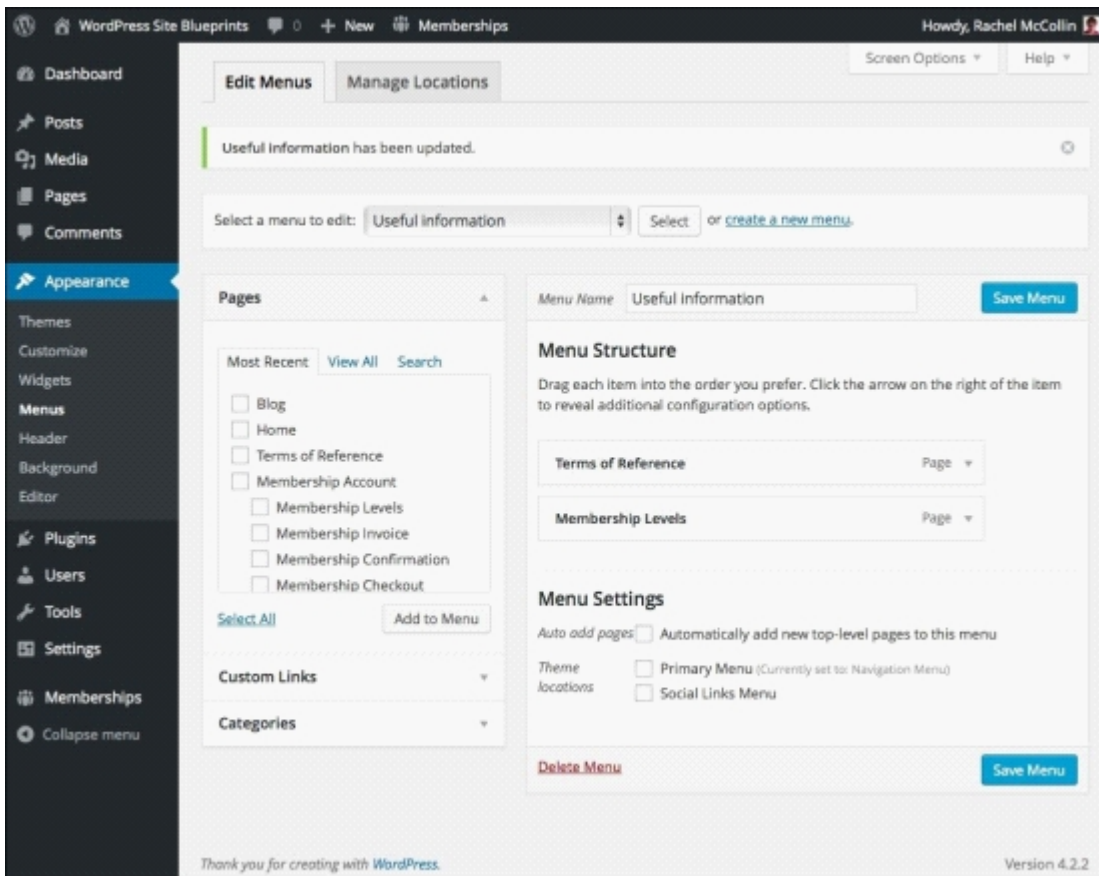 WordPress Site Blueprints 0 + New Memberships Howdy, Rachel McCollin
Screen Options Help
Dashboard
Posts
Media
Pages
Comments
Appearance
Themes
Customize
Widgets
Menus
Header
Background
Editor
Plugins
Users
Tools
Settings
Memberships
Collapse menu
Edit Menus Manage Locations
Useful information has been updated.
Select a menu to edit: Useful information Select or create a new menu.
Pages
Most Recent View All Search
Blog
Home
Terms of Reference
Membership Account
Membership Levels
Membership Invoice
Membership Confirmation
Membership Checkout
Select All Add to Menu
Custom Links
Categories
Menu Name Useful information Save Menu
Menu Structure
Drag each item into the order you prefer. Click the arrow on the right of the item
to reveal additional configuration options.
Terms of Reference Page
Membership Levels Page
Menu Settings
Auto add pages Automatically add new top-level pages to this menu
Theme Primary Menu (Currently set to: Navigation Menu)
locations Social Links Menu
Delete Menu Save Menu
Thank you for creating with WordPress. Version 4.2.2